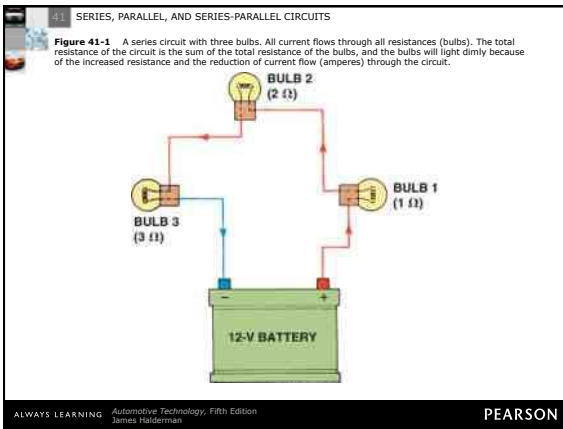 41 SERIES, PARALLEL, AND SERIES-PARALLEL CIRCUITS
Figure 41-1 A series circuit with three bulbs. All current flows through all resistances (bulbs). The total
resistance of the circuit is the sum of the total resistance of the bulbs, and the bulbs will light dimly because
of the increased resistance and the reduction of current flow (amperes) through the circuit.
BULB 2
(2 Ω)
BULB 1
(1 Ω)
BULB 3
(3 Ω)
− +
12-V BATTERY
ALWAYS LEARNING Automotive Technology, Fifth Edition
James Halderman
PEARSON